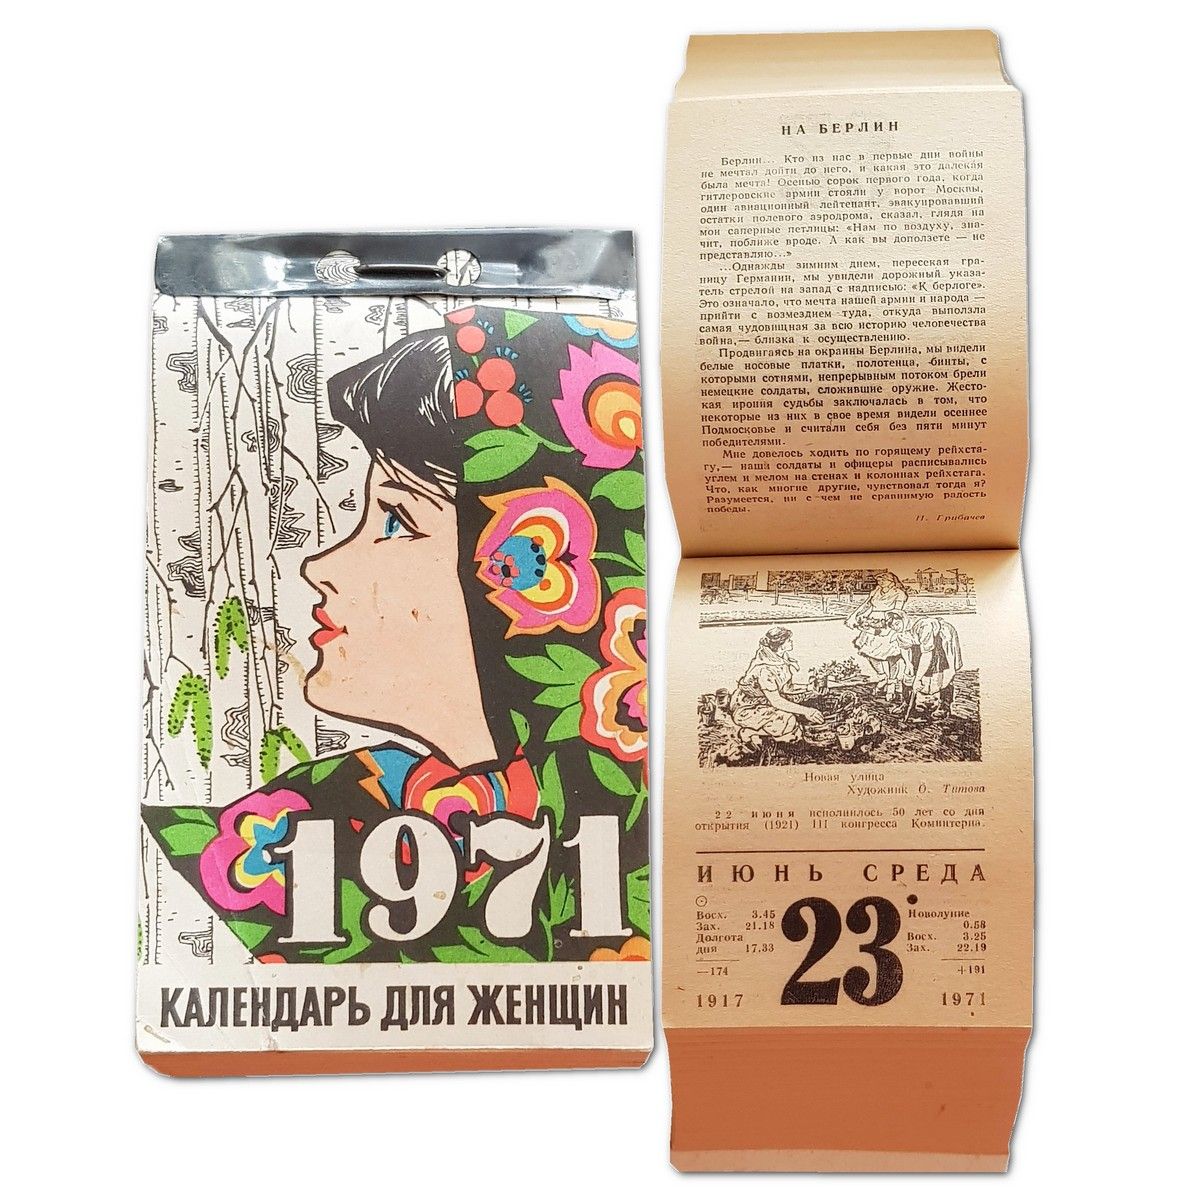 1971
КАЛЕНДАРЬ ДЛЯ ЖЕНЩИН
НА БЕРЛИН
Берлин... Кто из нас в первые дни войны
не мечтал дойти до него, и какая это далекая
была мечта! Осенью сорок первого года, когда
гитлеровские армии стояли у ворот Москвы,
один авиационный лейтенант, эвакуировавший
остатки полевого аэродрома, сказал, глядя на
мои саперные петлицы: «Нам по воздуху, зна-
чит, поближе вроде. А как вы доползете — не
представляю...»
...Однажды зимним днем, пересекая гра-
ницу Германии, мы увидели дорожный указа-
тель стрелой на запад с надписью: «К берлоге».
Это означало, что мечта нашей армии и народа —
прийти с возмездием туда, откуда выползла
самая чудовищная за всю историю человечества
война,— близка к осуществлению.
Продвигаясь на окраины Берлина, мы видели
белые носовые платки, полотенца, бинты, с
которыми сотнями, непрерывным потоком брели
немецкие солдаты, сложившие оружие. Жесто-
кая ирония судьбы заключалась в том, что
некоторые из них в свое время видели осеннее
Подмосковье и считали себя без пяти минут
победителями.
Мне довелось ходить по горящему рейхста-
гу,— наши солдаты и офицеры расписывались
углем и мелом на стенах и колоннах рейхстага.
Что, как многие другие, чувствовал тогда я?
Разумеется, ни с чем не сравнимую радость
победы.
Н. Грибачев
Новая улица
Художник О. Титова
22 июня исполнилось 50 лет со дня
открытия (1921) III конгресса Коминтерна.
ИЮНЬ СРЕДА
23
Восх. 3.45
Зах. 21.18
Долгота
дня 17.33
—174
1917
Новолуние
0.58
Восх. 3.25
Зах. 22.19
+191
1971